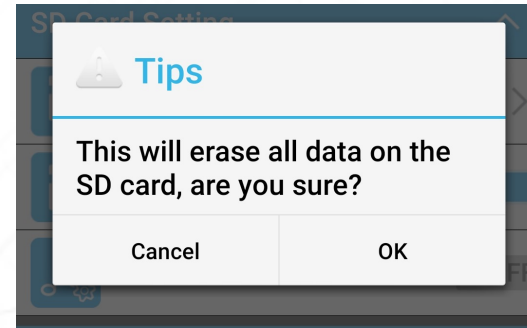 SD Card Setting
Tips
This will erase all data on the
SD card, are you sure?
Cancel
OK